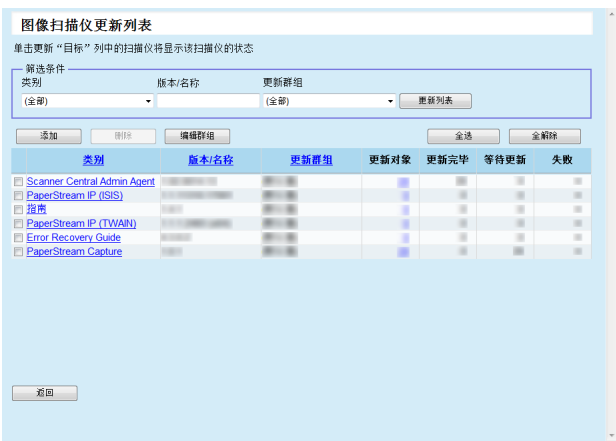 图像扫描仪更新列表
单击更新“目标”列中的扫描仪将显示该扫描仪的状态
筛选条件
类别 版本/名称 更新群组
(全部) (全部) 更新列表
添加 删除 编辑群组 全选 全解除
类别 版本/名称 更新群组 更新对象 更新完毕 等待更新 失败
Scanner Central Admin Agent
PaperStream IP (ISIS)
指南
PaperStream IP (TWAIN)
Error Recovery Guide
PaperStream Capture
返回